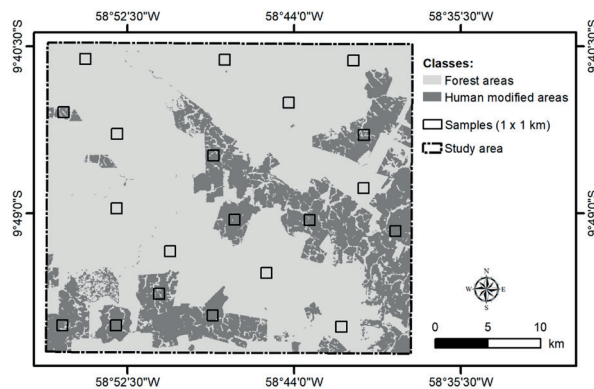 58°52'30"W 58°44'0"W 58°35'30"W
9°40'30"S 9°40'30"S
Classes:
Forest areas
Human modified areas
Samples (1 x 1 km)
Study area
9°49'0"S 9°49'0"S
N
W E
S
0 5 10
km
58°52'30"W 58°44'0"W 58°35'30"W